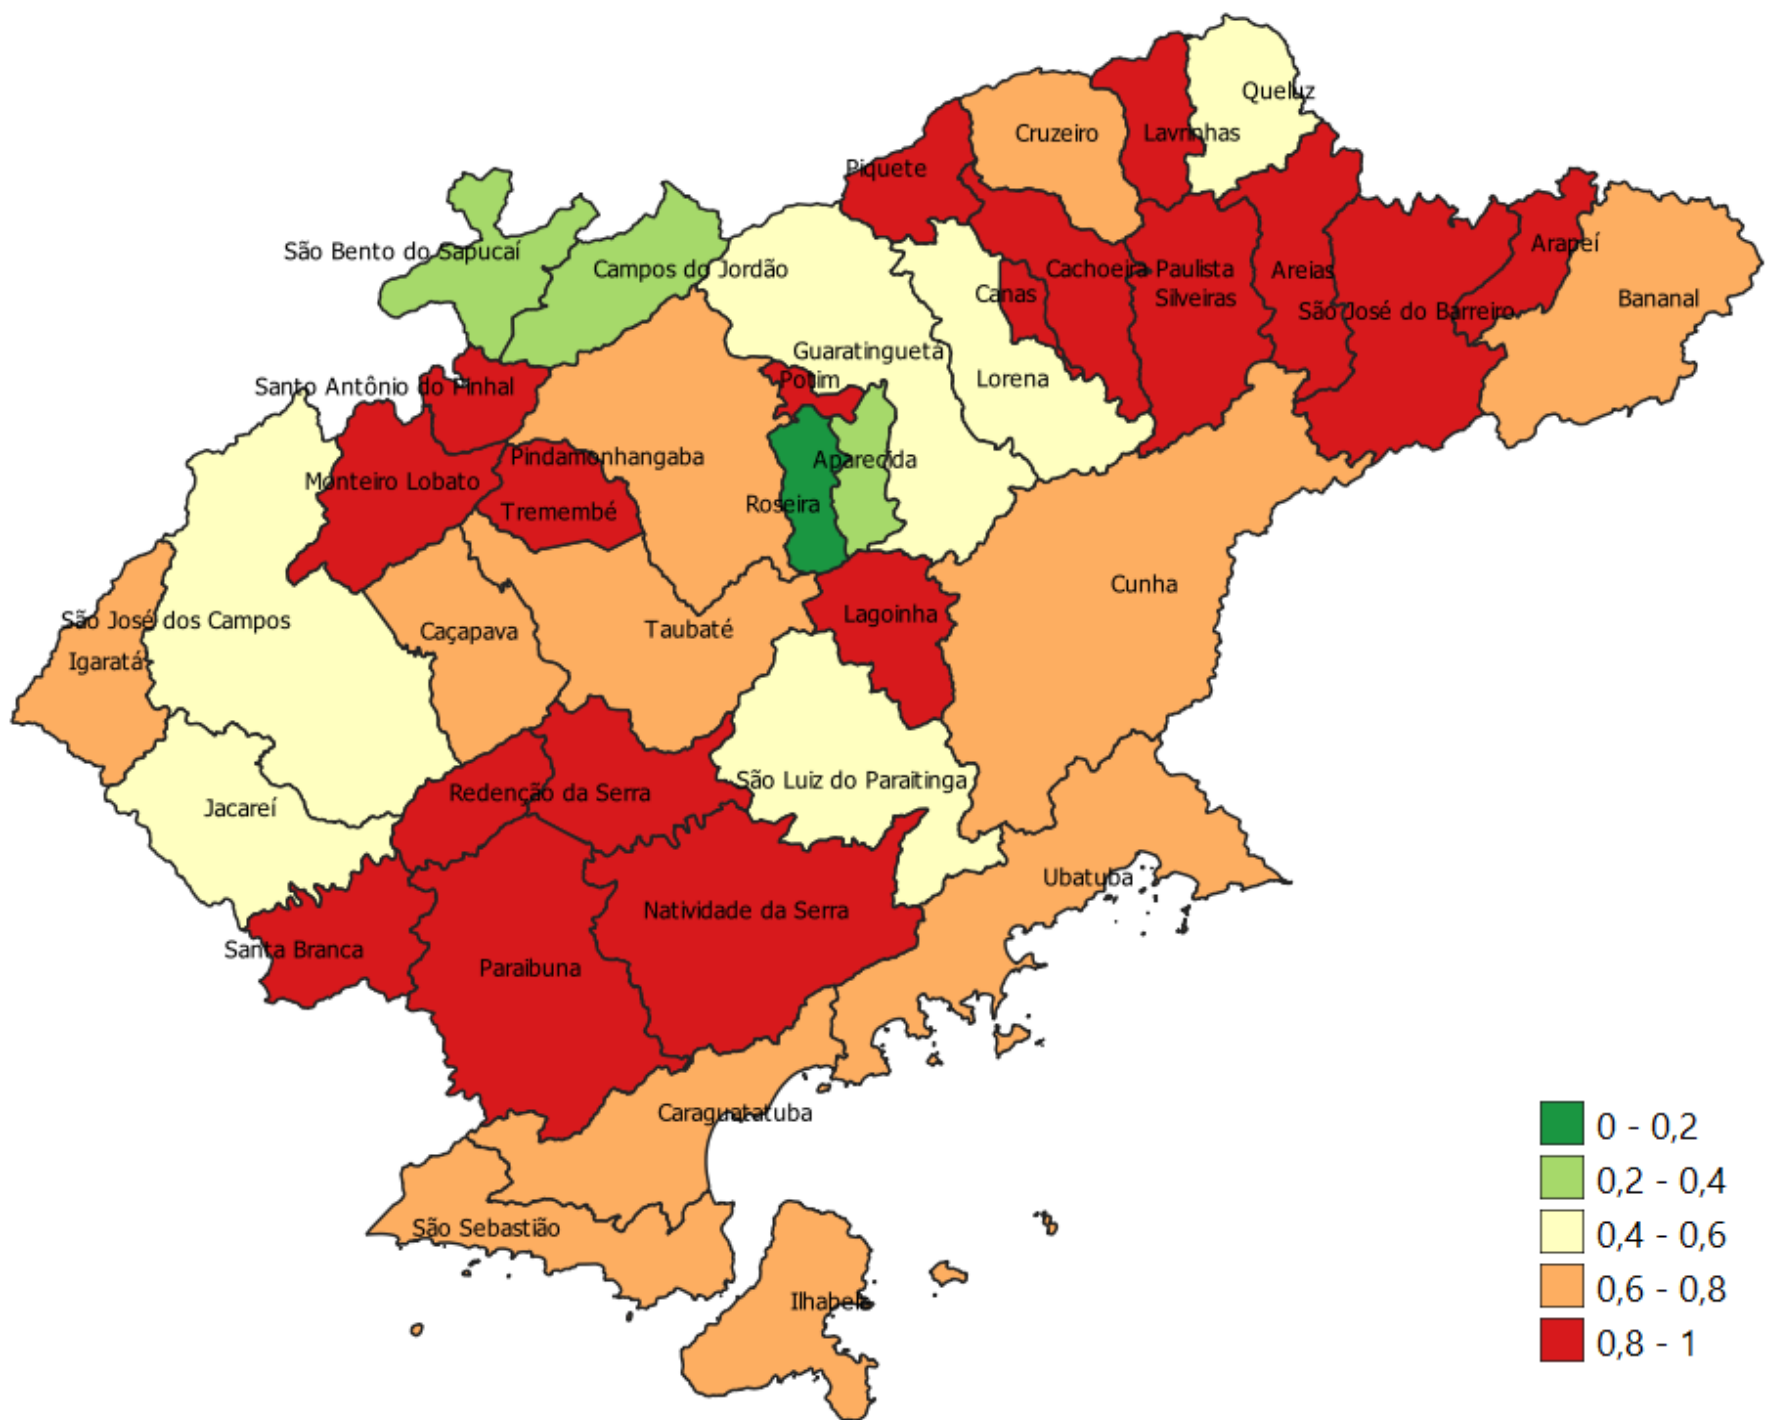 Queluz
Cruzeiro
Lavrinhas
Piquete
São Bento do Sapucaí
Campos do Jordão
Cachoeira Paulista
Areias
Arapeí
Canas
Silveiras
São José do Barreiro
Bananal
Guaratinguetá
Potim
Lorena
Santo Antônio do Pinhal
Pindamonhangaba
Aparecida
Monteiro Lobato
Tremembé
Roseira
Cunha
São José dos Campos
Caçapava
Taubaté
Lagoinha
Igaratá
Jacareí
Redenção da Serra
São Luiz do Paraitinga
Ubatuba
Natividade da Serra
Santa Branca
Paraibuna
Caraguatatuba
São Sebastião
Ilhabela
0 - 0,2
0,2 - 0,4
0,4 - 0,6
0,6 - 0,8
0,8 - 1